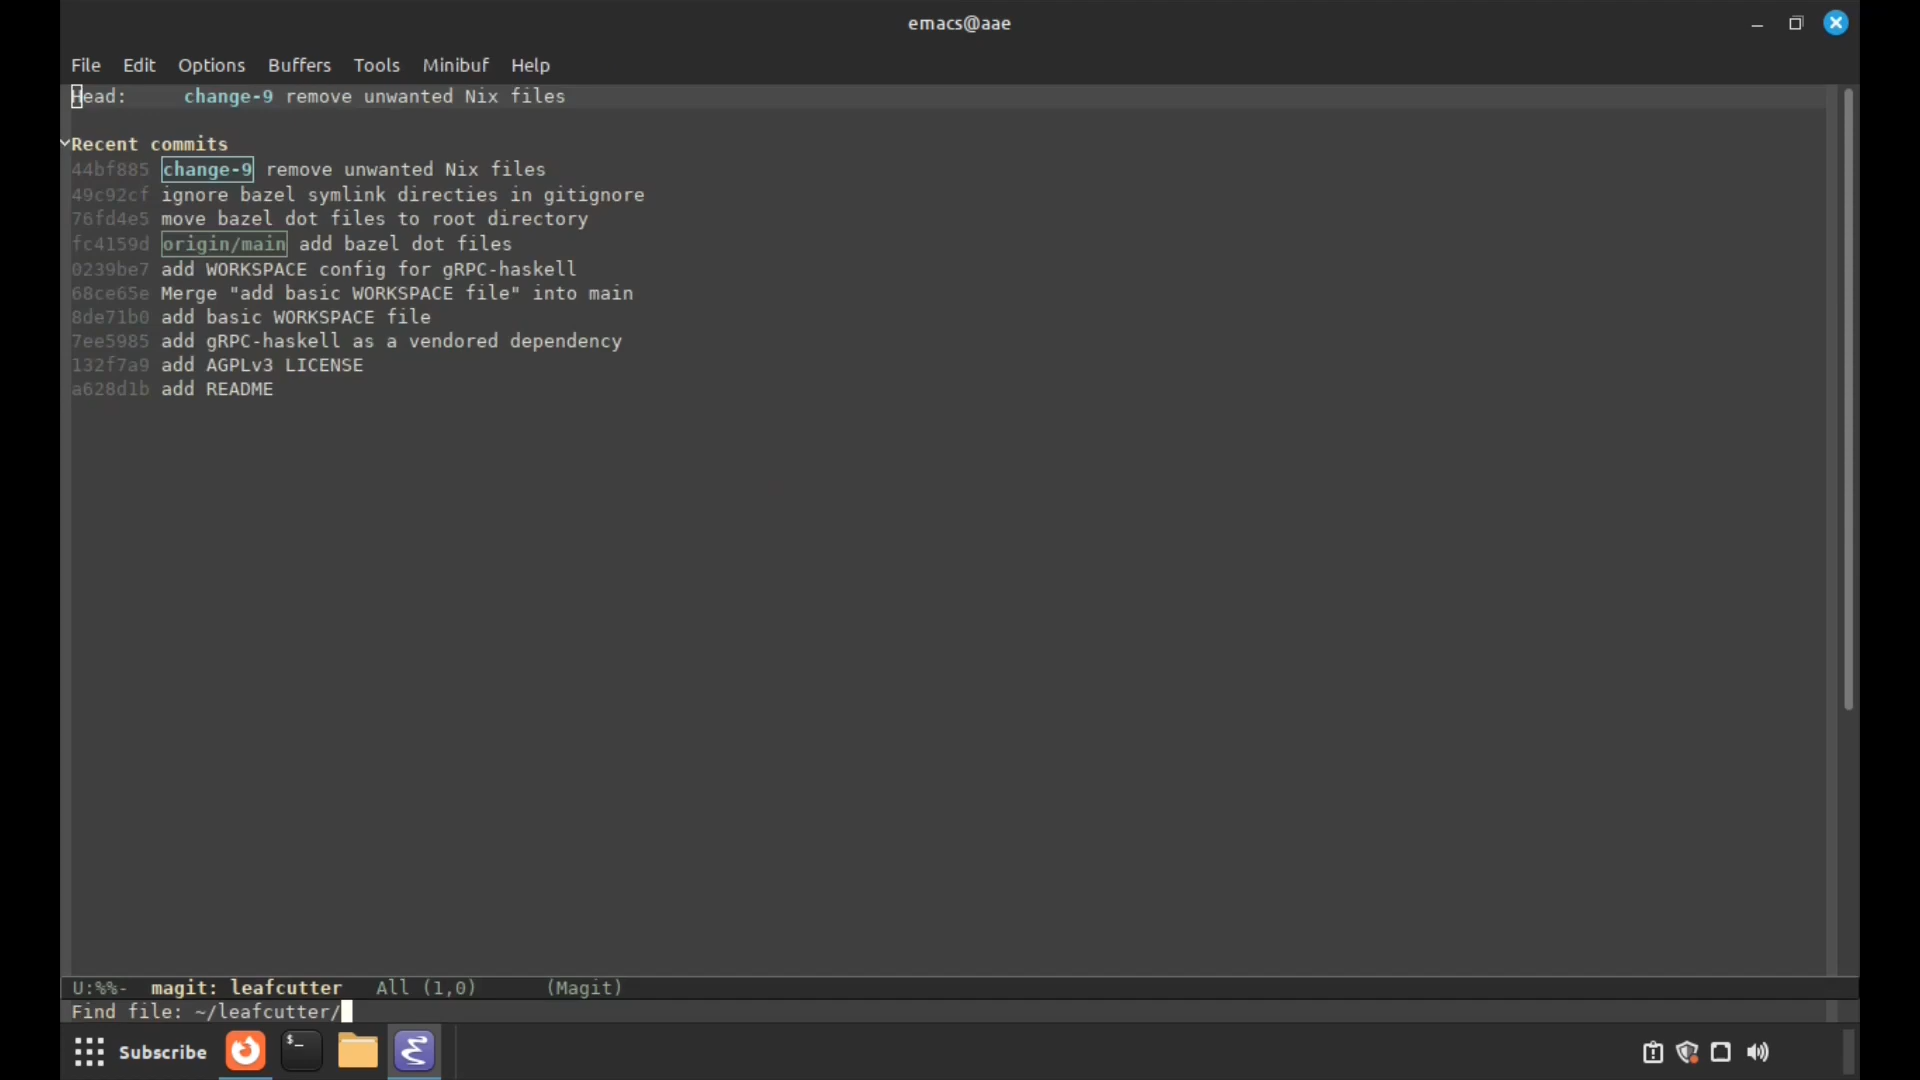 emacs@aae
File Edit Options Buffers Tools Minibuf Help
Head: change-9 remove unwanted Nix files
Recent commits
44bf885 change-9 remove unwanted Nix files
49c92cf ignore bazel symlink directies in gitignore
76fd4e5 move bazel dot files to root directory
fc4159d origin/main add bazel dot files
0239be7 add WORKSPACE config for gRPC-haskell
68ce65e Merge "add basic WORKSPACE file" into main
8de71b0 add basic WORKSPACE file
7ee5985 add gRPC-haskell as a vendored dependency
132f7a9 add AGPLv3 LICENSE
a628d1b add README
U:%%- magit: leafcutter All (1,0) (Magit)
Find file: ~/leafcutter/
Subscribe